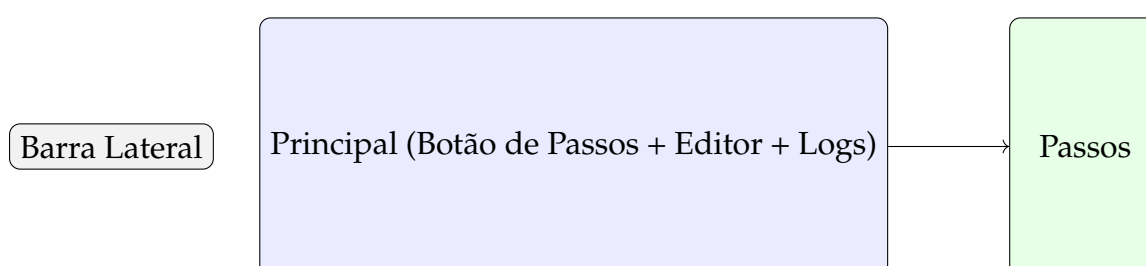 Barra Lateral
Principal (Botão de Passos + Editor + Logs)
Passos